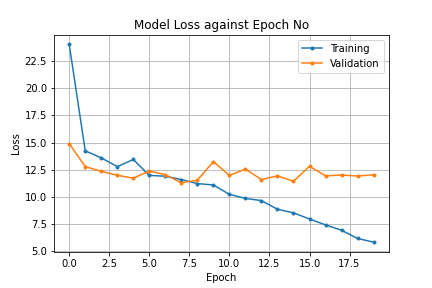 Model Loss against Epoch No
Training
Validation
Loss
22.5
20.0
17.5
15.0
12.5
10.0
7.5
5.0
0.0 2.5 5.0 7.5 10.0 12.5 15.0 17.5
Epoch